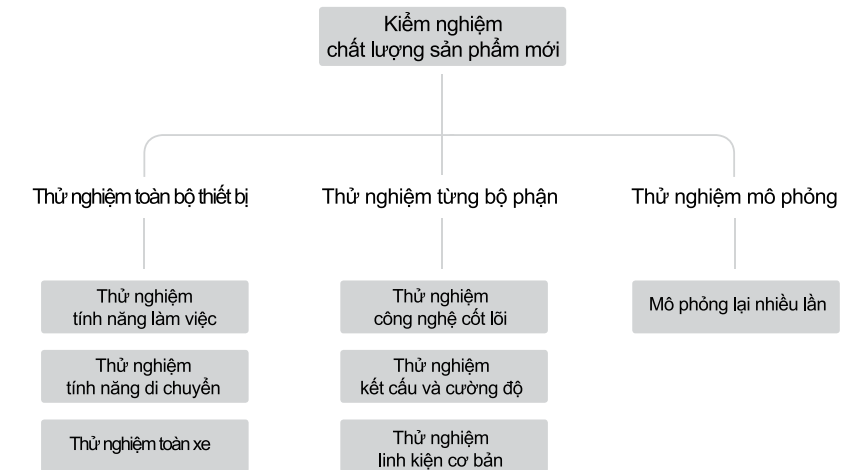 Kiểm nghiệm
chất lượng sản phẩm mới
Thử nghiệm toàn bộ thiết bị
Thử nghiệm từng bộ phận
Thử nghiệm mô phỏng
Thử nghiệm
tính năng làm việc
Thử nghiệm
công nghệ cốt lõi
Mô phỏng lại nhiều lần
Thử nghiệm
tính năng di chuyển
Thử nghiệm
kết cấu và cường độ
Thử nghiệm toàn xe
Thử nghiệm
linh kiện cơ bản